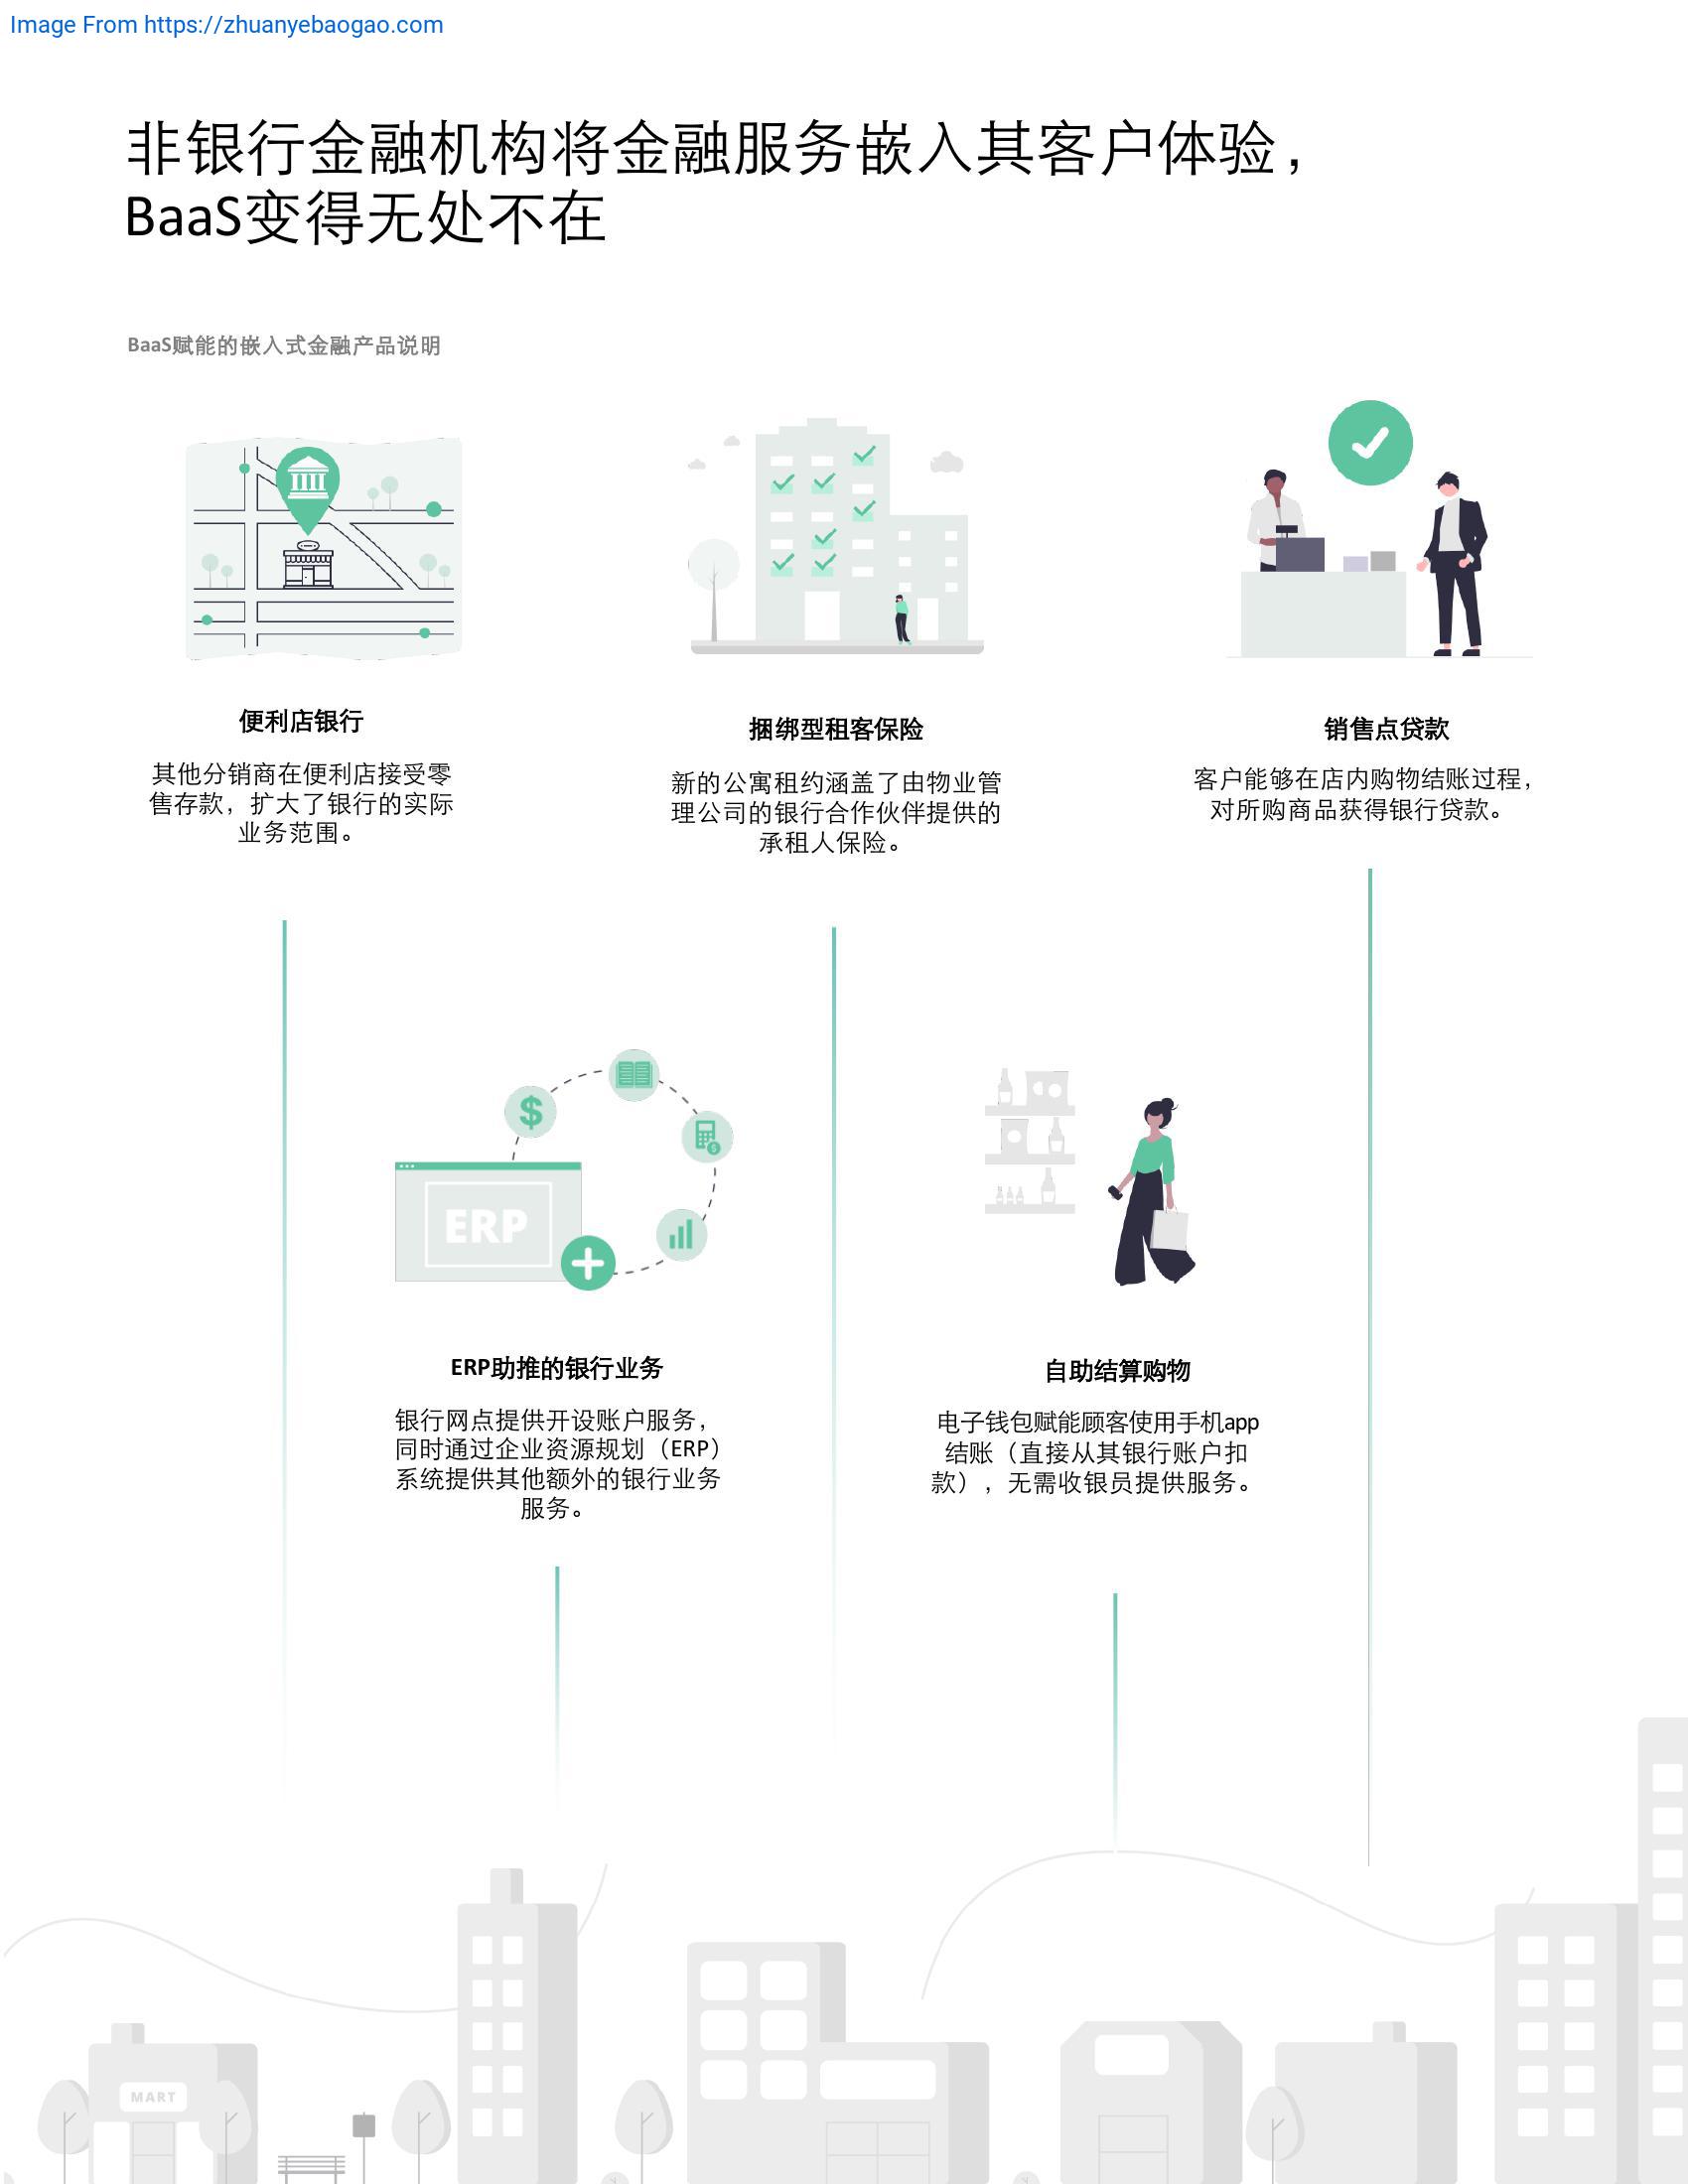 Image From https://zhuanyebaogao.com
非银行金融机构将金融服务嵌入其客户体验，
BaaS变得无处不在
BaaS赋能的嵌入式金融产品说明
便利店银行
其他分销商在便利店接受零
售存款，扩大了银行的实际
业务范围。
捆绑型租客保险
新的公寓租约涵盖了由物业管
理公司的银行合作伙伴提供的
承租人保险。
销售点贷款
客户能够在店内购物结账过程，
对所购商品获得银行贷款。
$
ERP
ERP助推的银行业务
银行网点提供开设账户服务，
同时通过企业资源规划（ERP）
系统提供其他额外的银行业务
服务。
自助结算购物
电子钱包赋能顾客使用手机app
结账（直接从其银行账户扣
款），无需收银员提供服务。
MART